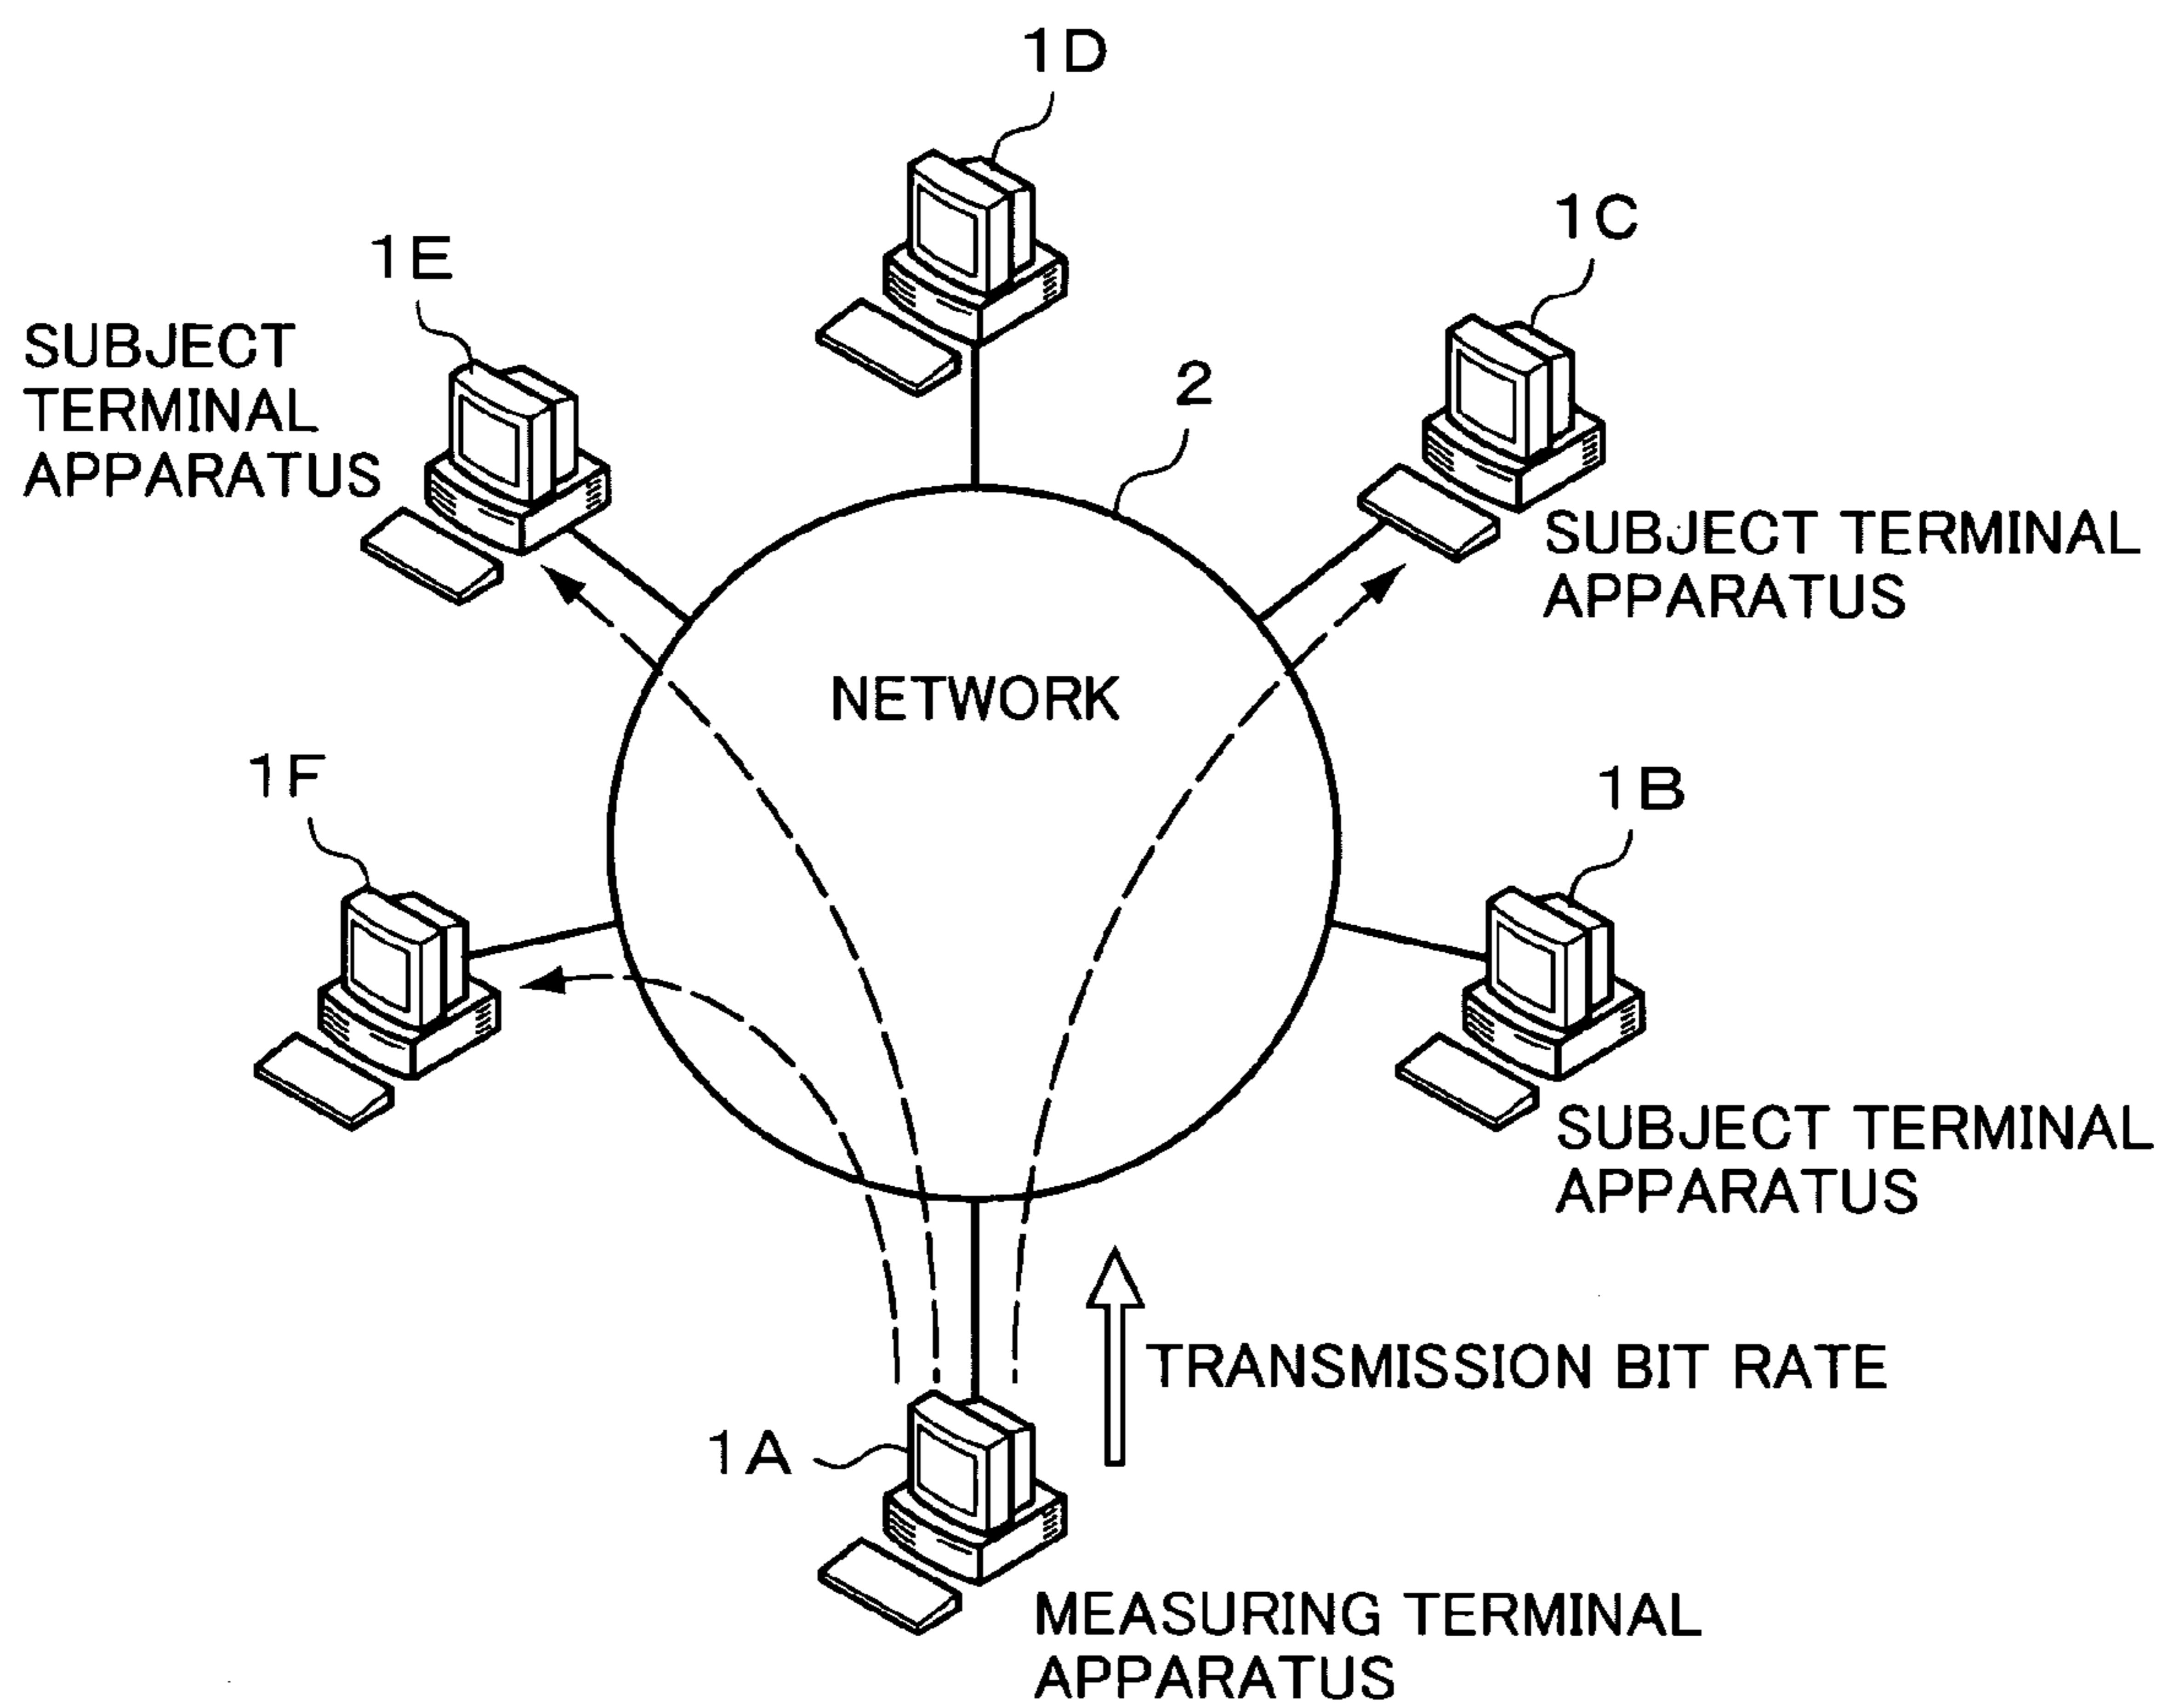 1D
1C
1E
SUBJECT
TERMINAL
APPARATUS
2
SUBJECT TERMINAL
APPARATUS
NETWORK
1F
1B
SUBJECT TERMINAL
APPARATUS
TRANSMISSION BIT RATE
1A
MEASURING TERMINAL
APPARATUS